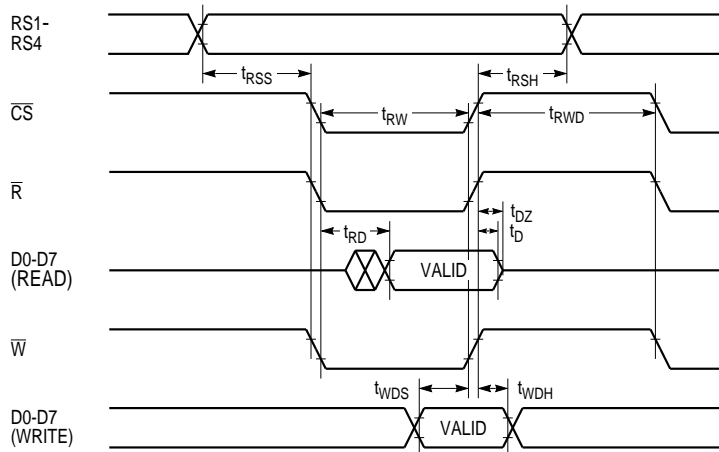 RS1-
RS4
tRSS
tRSH
CS
tRW
tRWD
R
tDZ
tRD
tD
D0-D7
(READ)
VALID
W
tWDS
tWDH
D0-D7
(WRITE)
VALID